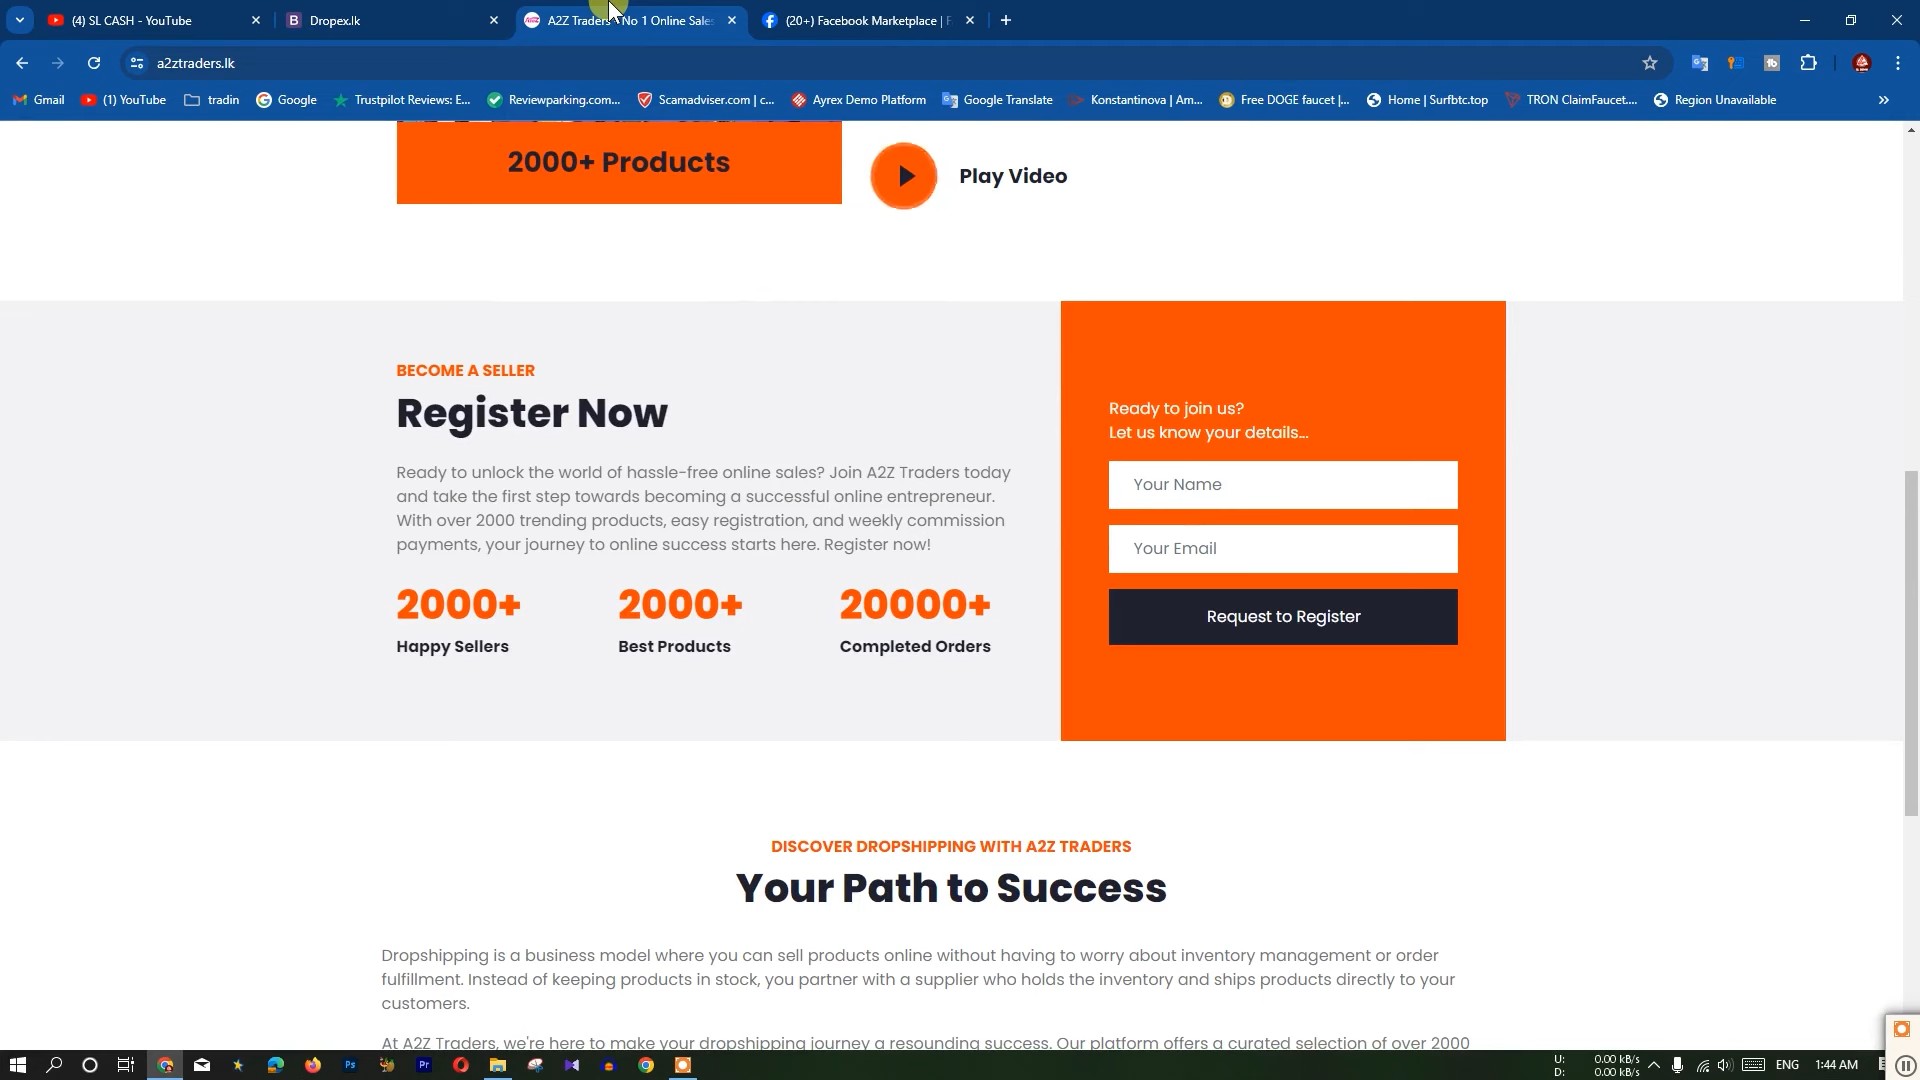 (4) SL CASH - YouTube
Dropex.lk
A2Z Traders - No 1 Online Sales
(20+) Facebook Marketplace | F
a2ztraders.lk
Gmail
(1) YouTube
tradin
Google
Trustpilot Reviews: E...
Reviewparking.com...
Scamadviser.com | c...
Ayrex Demo Platform
Google Translate
Konstantinova | Am...
Free DOGE faucet |...
Home | Surfbtc.top
TRON ClaimFaucet....
Region Unavailable
2000+ Products
Play Video
BECOME A SELLER
Register Now
Ready to unlock the world of hassle-free online sales? Join A2Z Traders today
and take the first step towards becoming a successful online entrepreneur.
With over 2000 trending products, easy registration, and weekly commission
payments, your journey to online success starts here. Register now!
2000+
Happy Sellers
2000+
Best Products
20000+
Completed Orders
Ready to join us?
Let us know your details...
Your Name
Your Email
Request to Register
DISCOVER DROPSHIPPING WITH A2Z TRADERS
Your Path to Success
Dropshipping is a business model where you can sell products online without having to worry about inventory management or order
fulfillment. Instead of keeping products in stock, you partner with a supplier who holds the inventory and ships products directly to your
customers.
At A2Z Traders, we're here to make your dropshipping journey a resounding success. Our platform offers a curated selection of over 2000
U: 0.00 kB/s
D: 0.00 kB/s
ENG
1:44 AM